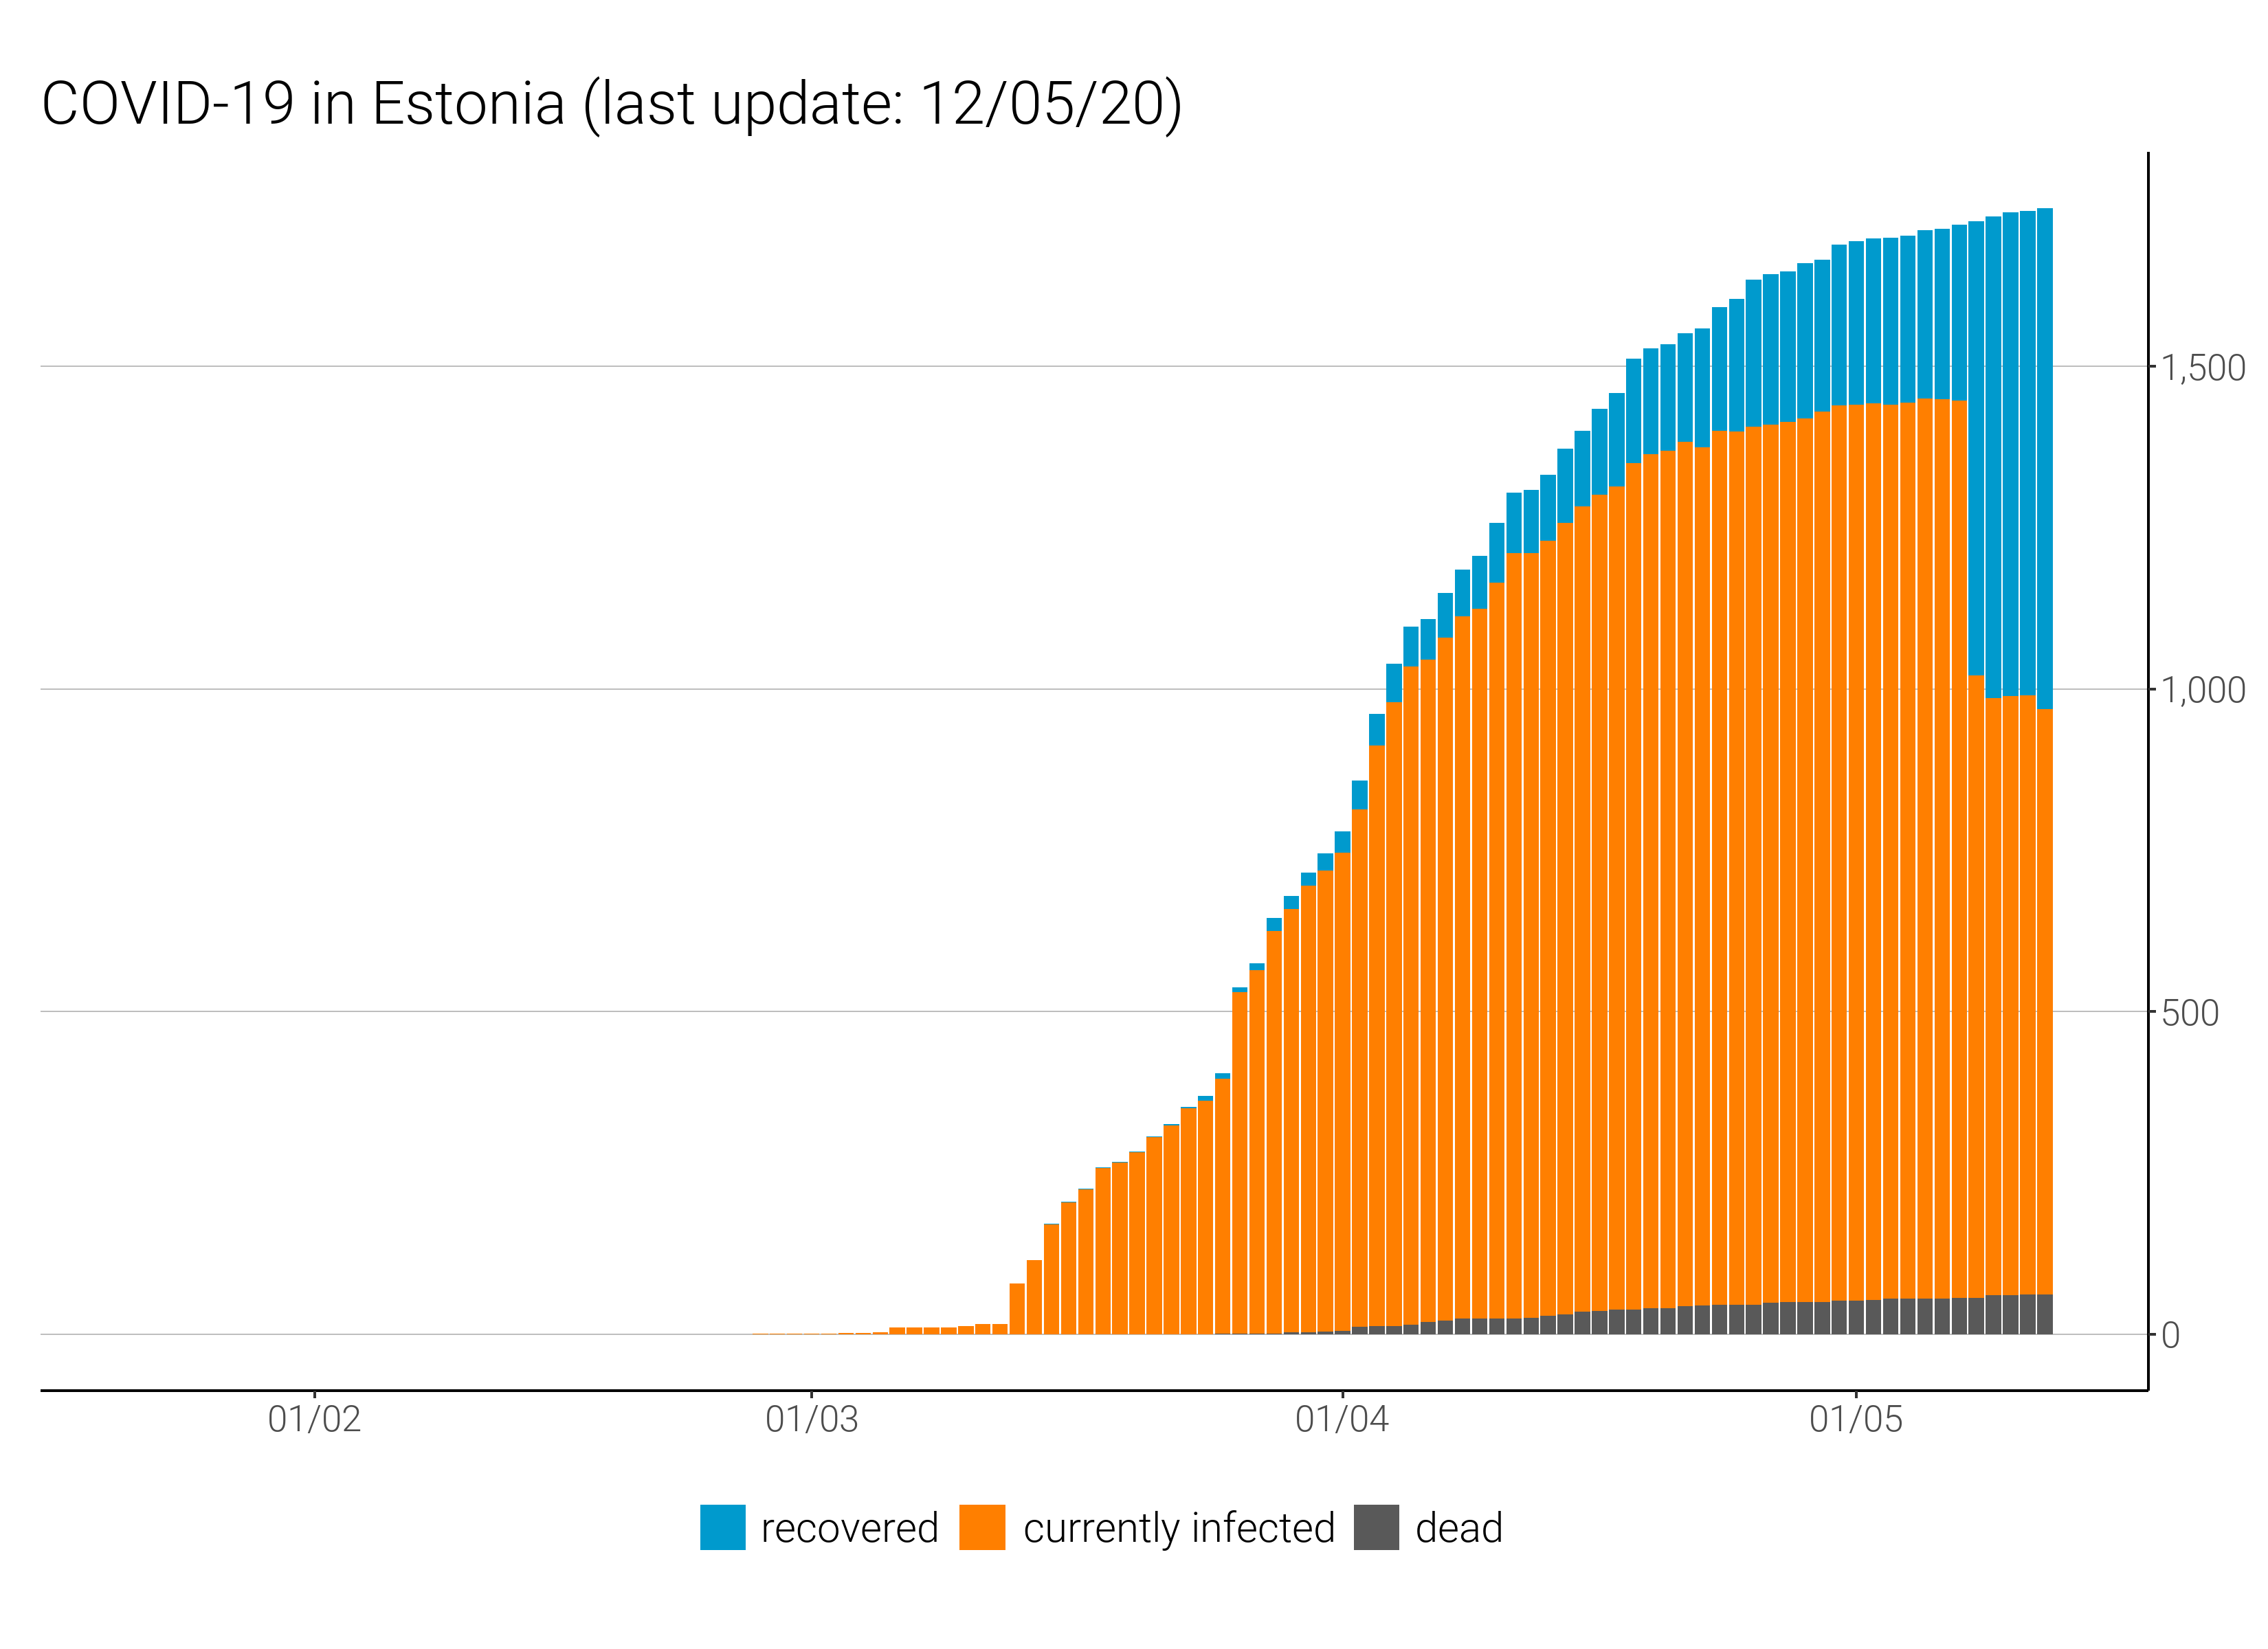 COVID-19 in Estonia (last update: 12/05/20)
1,500
1,000
500
0
01/02 01/03 01/04 01/05
recovered currently infected dead